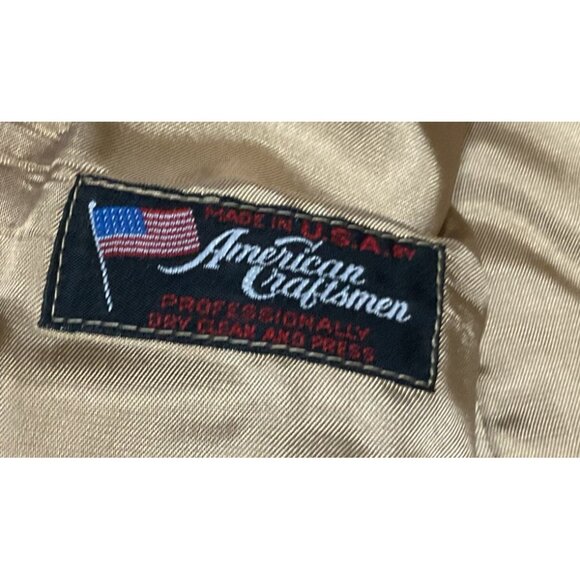 MADE IN U.S.A. BY
American
Craftsmen
PROFESSIONALLY
DRY CLEAN AND PRESS